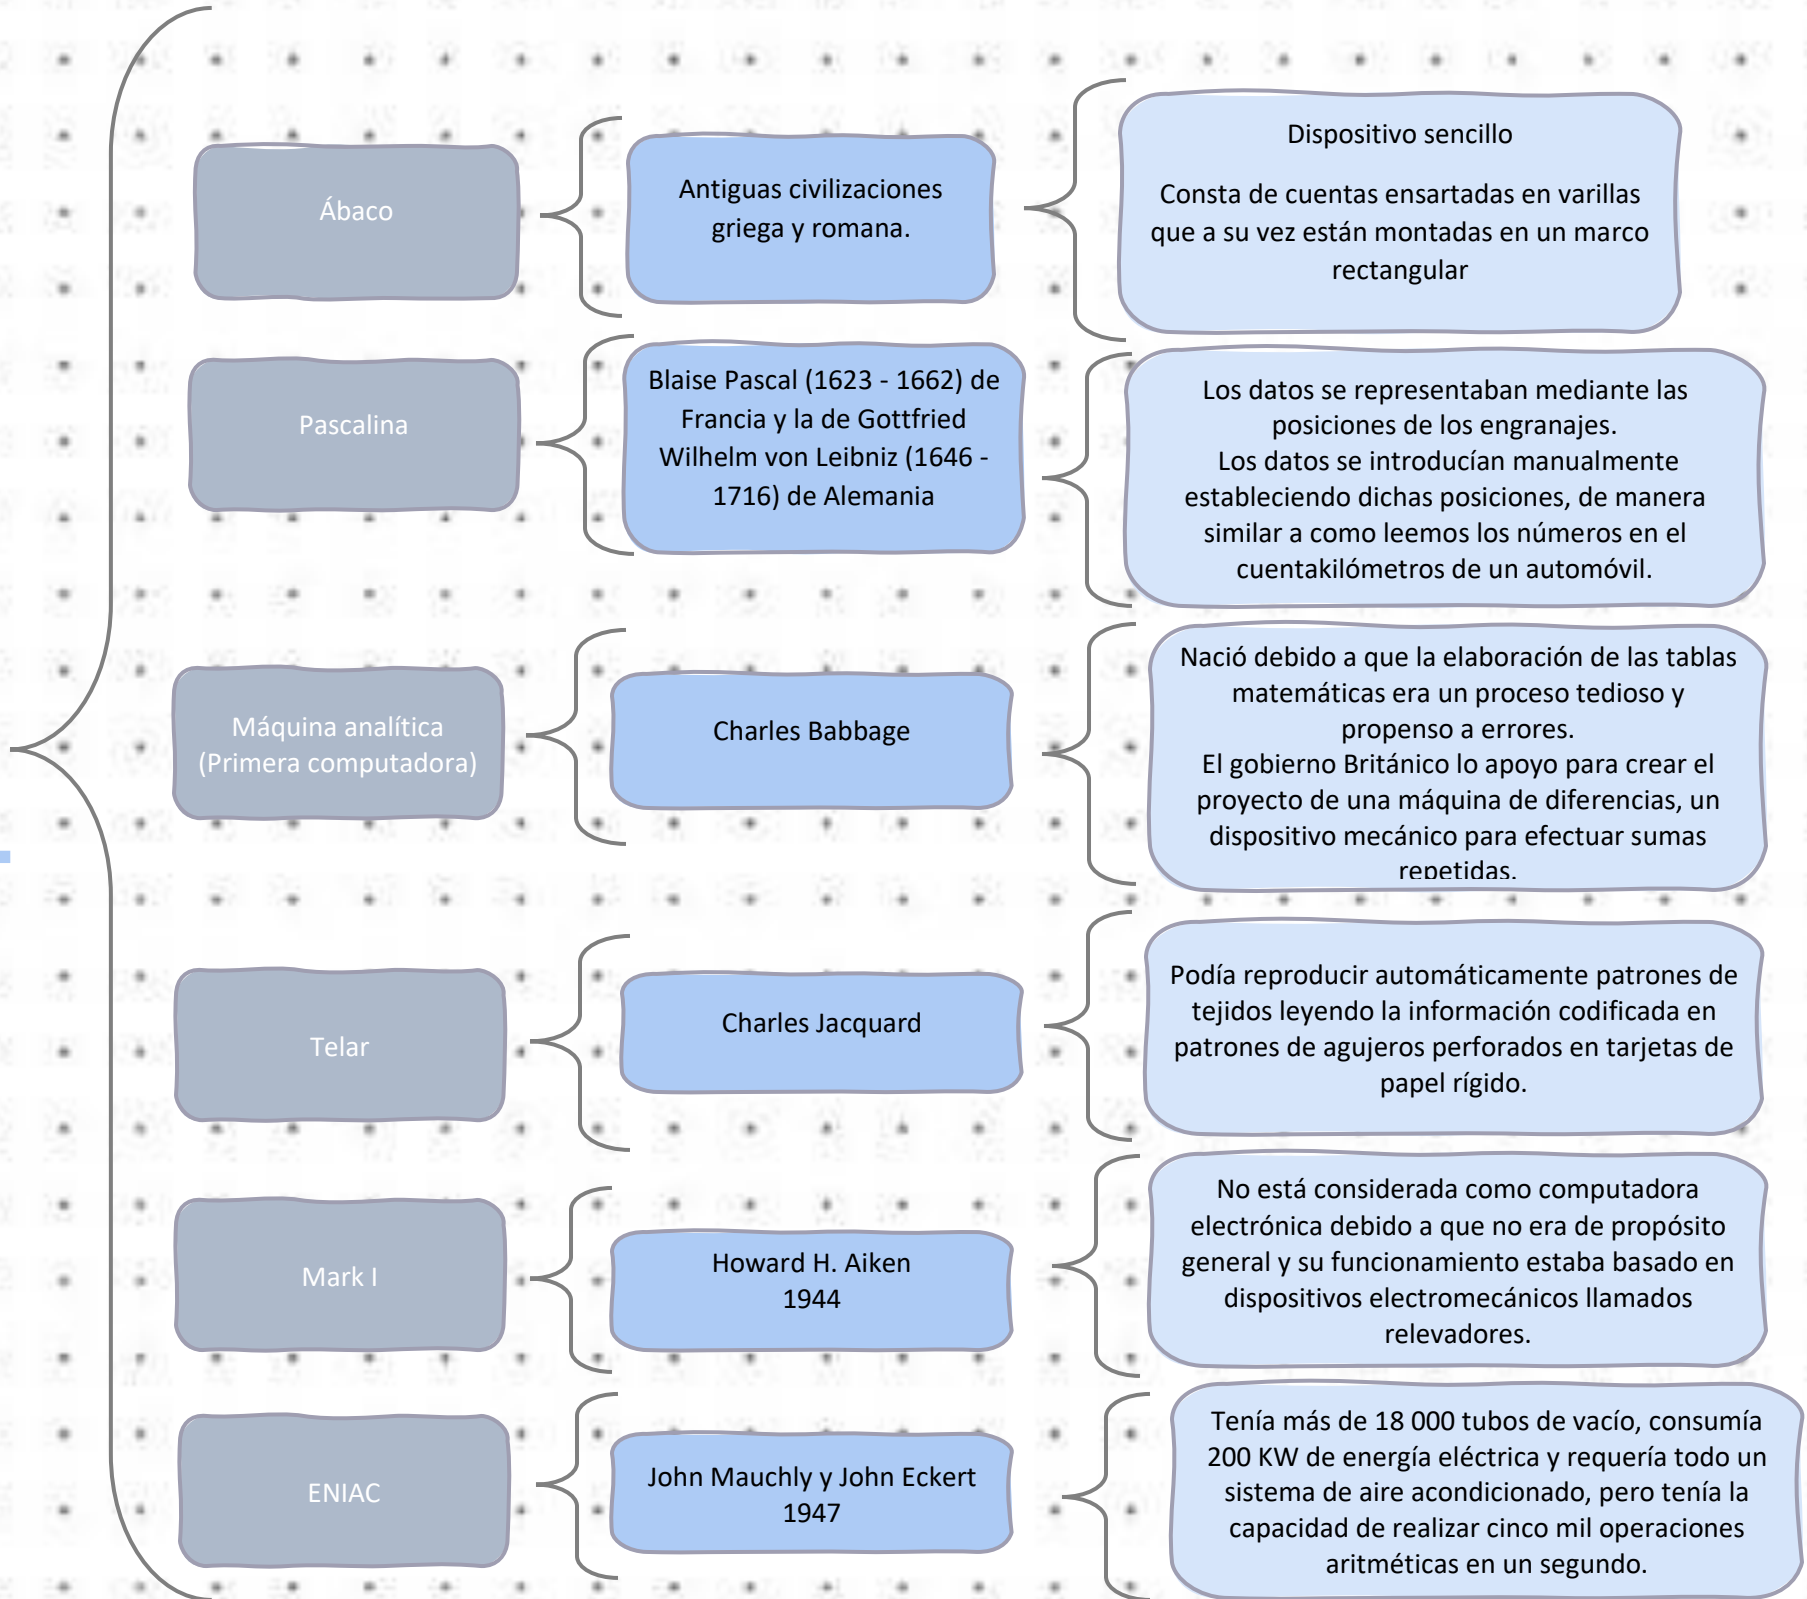 Ábaco
Antiguas civilizaciones
griega y romana.
Dispositivo sencillo
Consta de cuentas ensartadas en varillas
que a su vez están montadas en un marco
rectangular
Pascalina
Blaise Pascal (1623 - 1662) de
Francia y la de Gottfried
Wilhelm von Leibniz (1646 -
1716) de Alemania
Los datos se representaban mediante las
posiciones de los engranajes.
Los datos se introducían manualmente
estableciendo dichas posiciones, de manera
similar a como leemos los números en el
cuentakilómetros de un automóvil.
Máquina analítica
(Primera computadora)
Charles Babbage
Nació debido a que la elaboración de las tablas
matemáticas era un proceso tedioso y
propenso a errores.
El gobierno Británico lo apoyo para crear el
proyecto de una máquina de diferencias, un
dispositivo mecánico para efectuar sumas
repetidas.
Telar
Charles Jacquard
Podía reproducir automáticamente patrones de
tejidos leyendo la información codificada en
patrones de agujeros perforados en tarjetas de
papel rígido.
Mark I
Howard H. Aiken
1944
No está considerada como computadora
electrónica debido a que no era de propósito
general y su funcionamiento estaba basado en
dispositivos electromecánicos llamados
relevadores.
ENIAC
John Mauchly y John Eckert
1947
Tenía más de 18 000 tubos de vacío, consumía
200 KW de energía eléctrica y requería todo un
sistema de aire acondicionado, pero tenía la
capacidad de realizar cinco mil operaciones
aritméticas en un segundo.